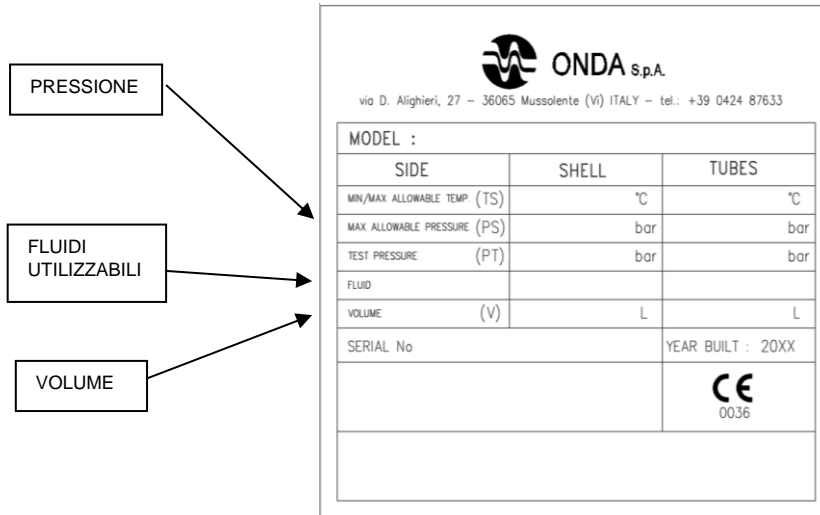 PRESSIONE
FLUIDI
UTILIZZABILI
VOLUME
ONDA S.p.A.
via D. Alighieri, 27 – 36065 Mussolente (Vi) ITALY – tel.: +39 0424 87633
MODEL :
SIDE SHELL TUBES
MIN/MAX ALLOWABLE TEMP. (TS) °C °C
MAX ALLOWABLE PRESSURE (PS) bar bar
TEST PRESSURE (PT) bar bar
FLUID
VOLUME (V) L L
SERIAL No YEAR BUILT : 20XX
CE
0036